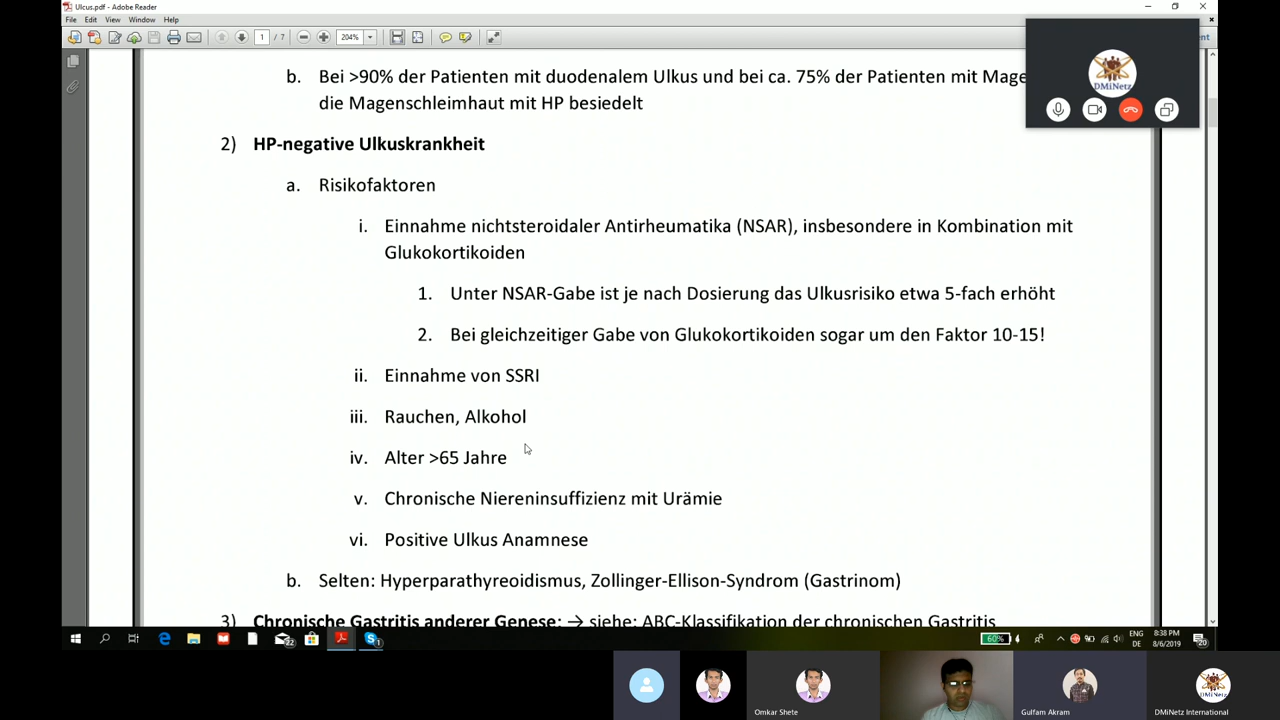 Ulcus.pdf - Adobe Reader
File Edit View Window Help
1 / 7 204%
b. Bei >90% der Patienten mit duodenalem Ulkus und bei ca. 75% der Patienten mit
die Magenschleimhaut mit HP besiedelt
2) HP-negative Ulkuskrankheit
a. Risikofaktoren
i. Einnahme nichtsteroidaler Antirheumatika (NSAR), insbesondere in Kombination mit
Glukokortikoiden
1. Unter NSAR-Gabe ist je nach Dosierung das Ulkusrisiko etwa 5-fach erhöht
2. Bei gleichzeitiger Gabe von Glukokortikoiden sogar um den Faktor 10-15!
ii. Einnahme von SSRI
iii. Rauchen, Alkohol
iv. Alter >65 Jahre
v. Chronische Niereninsuffizienz mit Urämie
vi. Positive Ulkus Anamnese
b. Selten: Hyperparathyreoidismus, Zollinger-Ellison-Syndrom (Gastrinom)
3) Chronische Gastritis anderer Genese: → siehe: ABC-Klassifikation der chronischen Gastritis
DMiNetz
60% ENG 8:38 PM
DE 8/6/2019
Omkar Shete
Gulfam Akram
DMiNetz International